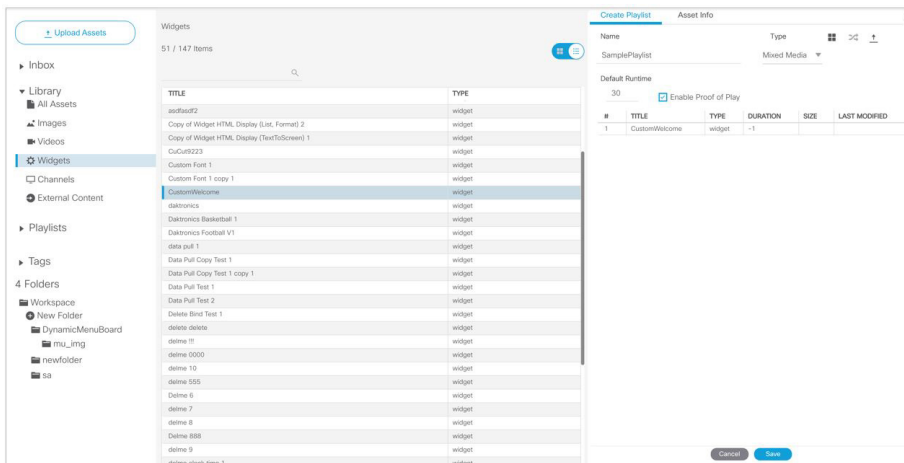 Upload Assets
Inbox
Library
All Assets
Images
Videos
Widgets
Channels
External Content
Playlists
Tags
4 Folders
Workspace
New Folder
DynamicMenuBoard
mu_img
newfolder
sa
Widgets
51 / 147 Items
TITLE TYPE
asdfasdf2 widget
Copy of Widget HTML Display (List, Format) 2 widget
Copy of Widget HTML Display (TextToScreen) 1 widget
CuCut9223 widget
Custom Font 1 widget
Custom Font 1 copy 1 widget
CustomWelcome widget
daktronics widget
Daktronics Basketball 1 widget
Daktronics Football V1 widget
data pull 1 widget
Data Pull Copy Test 1 widget
Data Pull Copy Test 1 copy 1 widget
Data Pull Test 1 widget
Data Pull Test 2 widget
Delete Bind Test 1 widget
delete delete widget
delme !!! widget
delme 0000 widget
delme 10 widget
delme 555 widget
Delme 6 widget
delme 7 widget
delme 8 widget
Delme 888 widget
delme 9 widget
Create Playlist Asset Info
Name Type
SamplePlaylist Mixed Media
Default Runtime
30 Enable Proof of Play
# TITLE TYPE DURATION SIZE LAST MODIFIED
1 CustomWelcome widget -1
Cancel Save